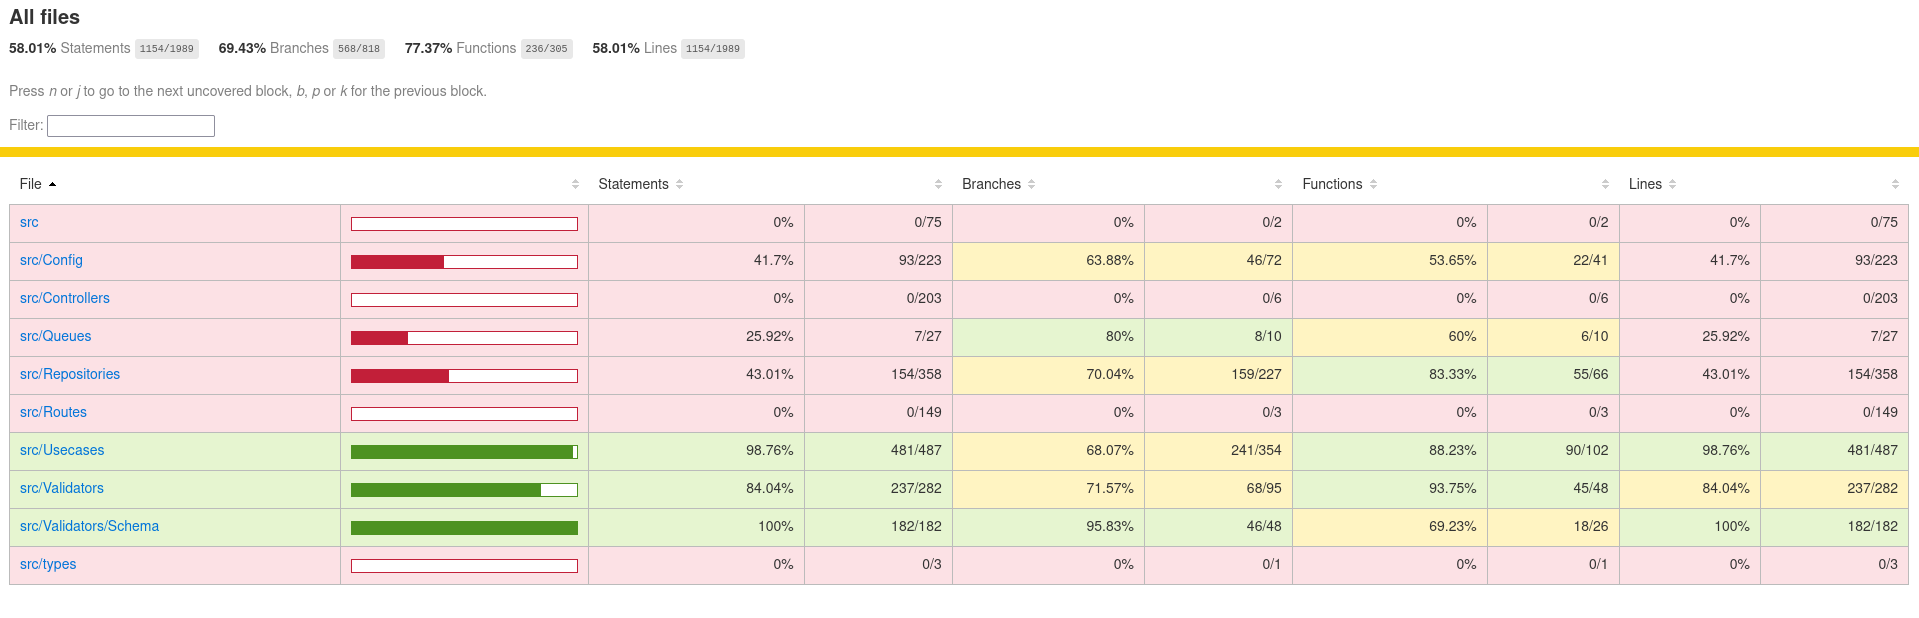 All files
58.01% Statements 1154/1989 69.43% Branches 568/818 77.37% Functions 236/305 58.01% Lines 1154/1989
Press n or j to go to the next uncovered block, b, p or k for the previous block.
Filter:
File Statements Branches Functions Lines
src 0% 0/75 0% 0/2 0% 0/2 0% 0/75
src/Config 41.7% 93/223 63.88% 46/72 53.65% 22/41 41.7% 93/223
src/Controllers 0% 0/203 0% 0/6 0% 0/6 0% 0/203
src/Queues 25.92% 7/27 80% 8/10 60% 6/10 25.92% 7/27
src/Repositories 43.01% 154/358 70.04% 159/227 83.33% 55/66 43.01% 154/358
src/Routes 0% 0/149 0% 0/3 0% 0/3 0% 0/149
src/Usecases 98.76% 481/487 68.07% 241/354 88.23% 90/102 98.76% 481/487
src/Validators 84.04% 237/282 71.57% 68/95 93.75% 45/48 84.04% 237/282
src/Validators/Schema 100% 182/182 95.83% 46/48 69.23% 18/26 100% 182/182
src/types 0% 0/3 0% 0/1 0% 0/1 0% 0/3